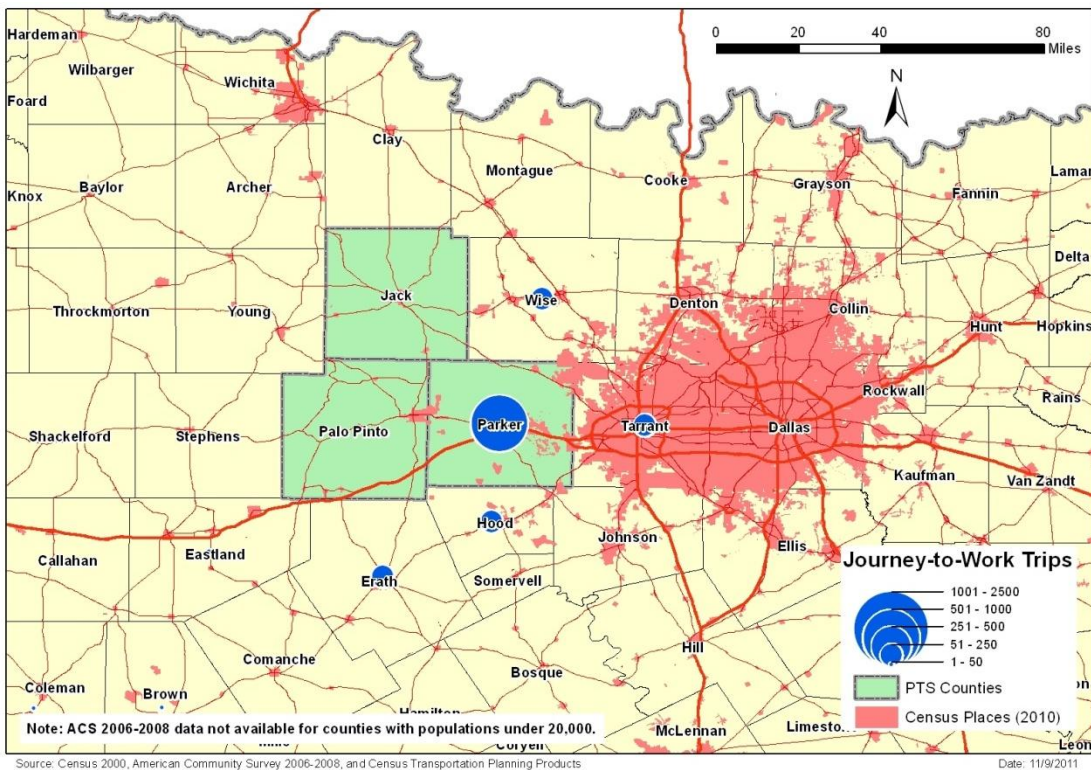 0 20 40 80
Miles
N
Hardeman
Wilbarger
Wichita
Foard
Clay
Montague
Cooke
Grayson
Fannin
Lamar
Knox
Baylor
Archer
Delta
Jack
Wise
Denton
Collin
Throckmorton
Young
Hunt
Hopkins
Rockwall
Rains
Shackelford
Stephens
Palo Pinto
Parker
Tarrant
Dallas
Kaufman
Van Zandt
Hood
Johnson
Ellis
Callahan
Eastland
Erath
Somervell
Journey-to-Work Trips
1001 - 2500
501 - 1000
251 - 500
51 - 250
1 - 50
PTS Counties
Census Places (2010)
Hill
Comanche
Bosque
Coleman
Brown
Hamilton
McLennan
Limestone
Leon
Note: ACS 2006-2008 data not available for counties with populations under 20,000.
Coryell
Source: Census 2000, American Community Survey 2006-2008, and Census Transportation Planning Products
Date: 11/9/2011